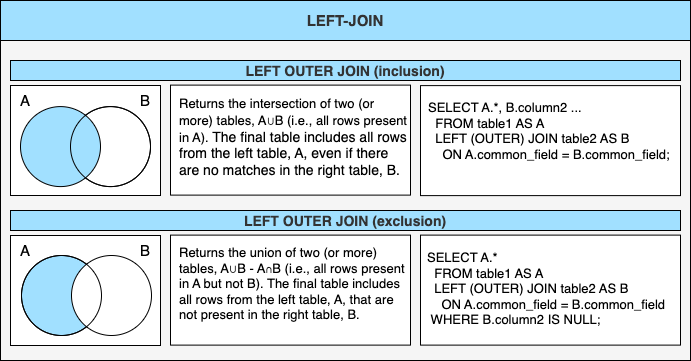 LEFT-JOIN
LEFT OUTER JOIN (inclusion)
A
B
Returns the intersection of two (or
more) tables, A∪B (i.e., all rows present
in A). The final table includes all rows
from the left table, A, even if there
are no matches in the right table, B.
SELECT A.*, B.column2 ...
FROM table1 AS A
LEFT (OUTER) JOIN table2 AS B
ON A.common_field = B.common_field;
LEFT OUTER JOIN (exclusion)
A
B
Returns the union of two (or more)
tables, A∪B - A∩B (i.e., all rows present
in A but not B). The final table includes
all rows from the left table, A, that are
not present in the right table, B.
SELECT A.*
FROM table1 AS A
LEFT (OUTER) JOIN table2 AS B
ON A.common_field = B.common_field
WHERE B.column2 IS NULL;